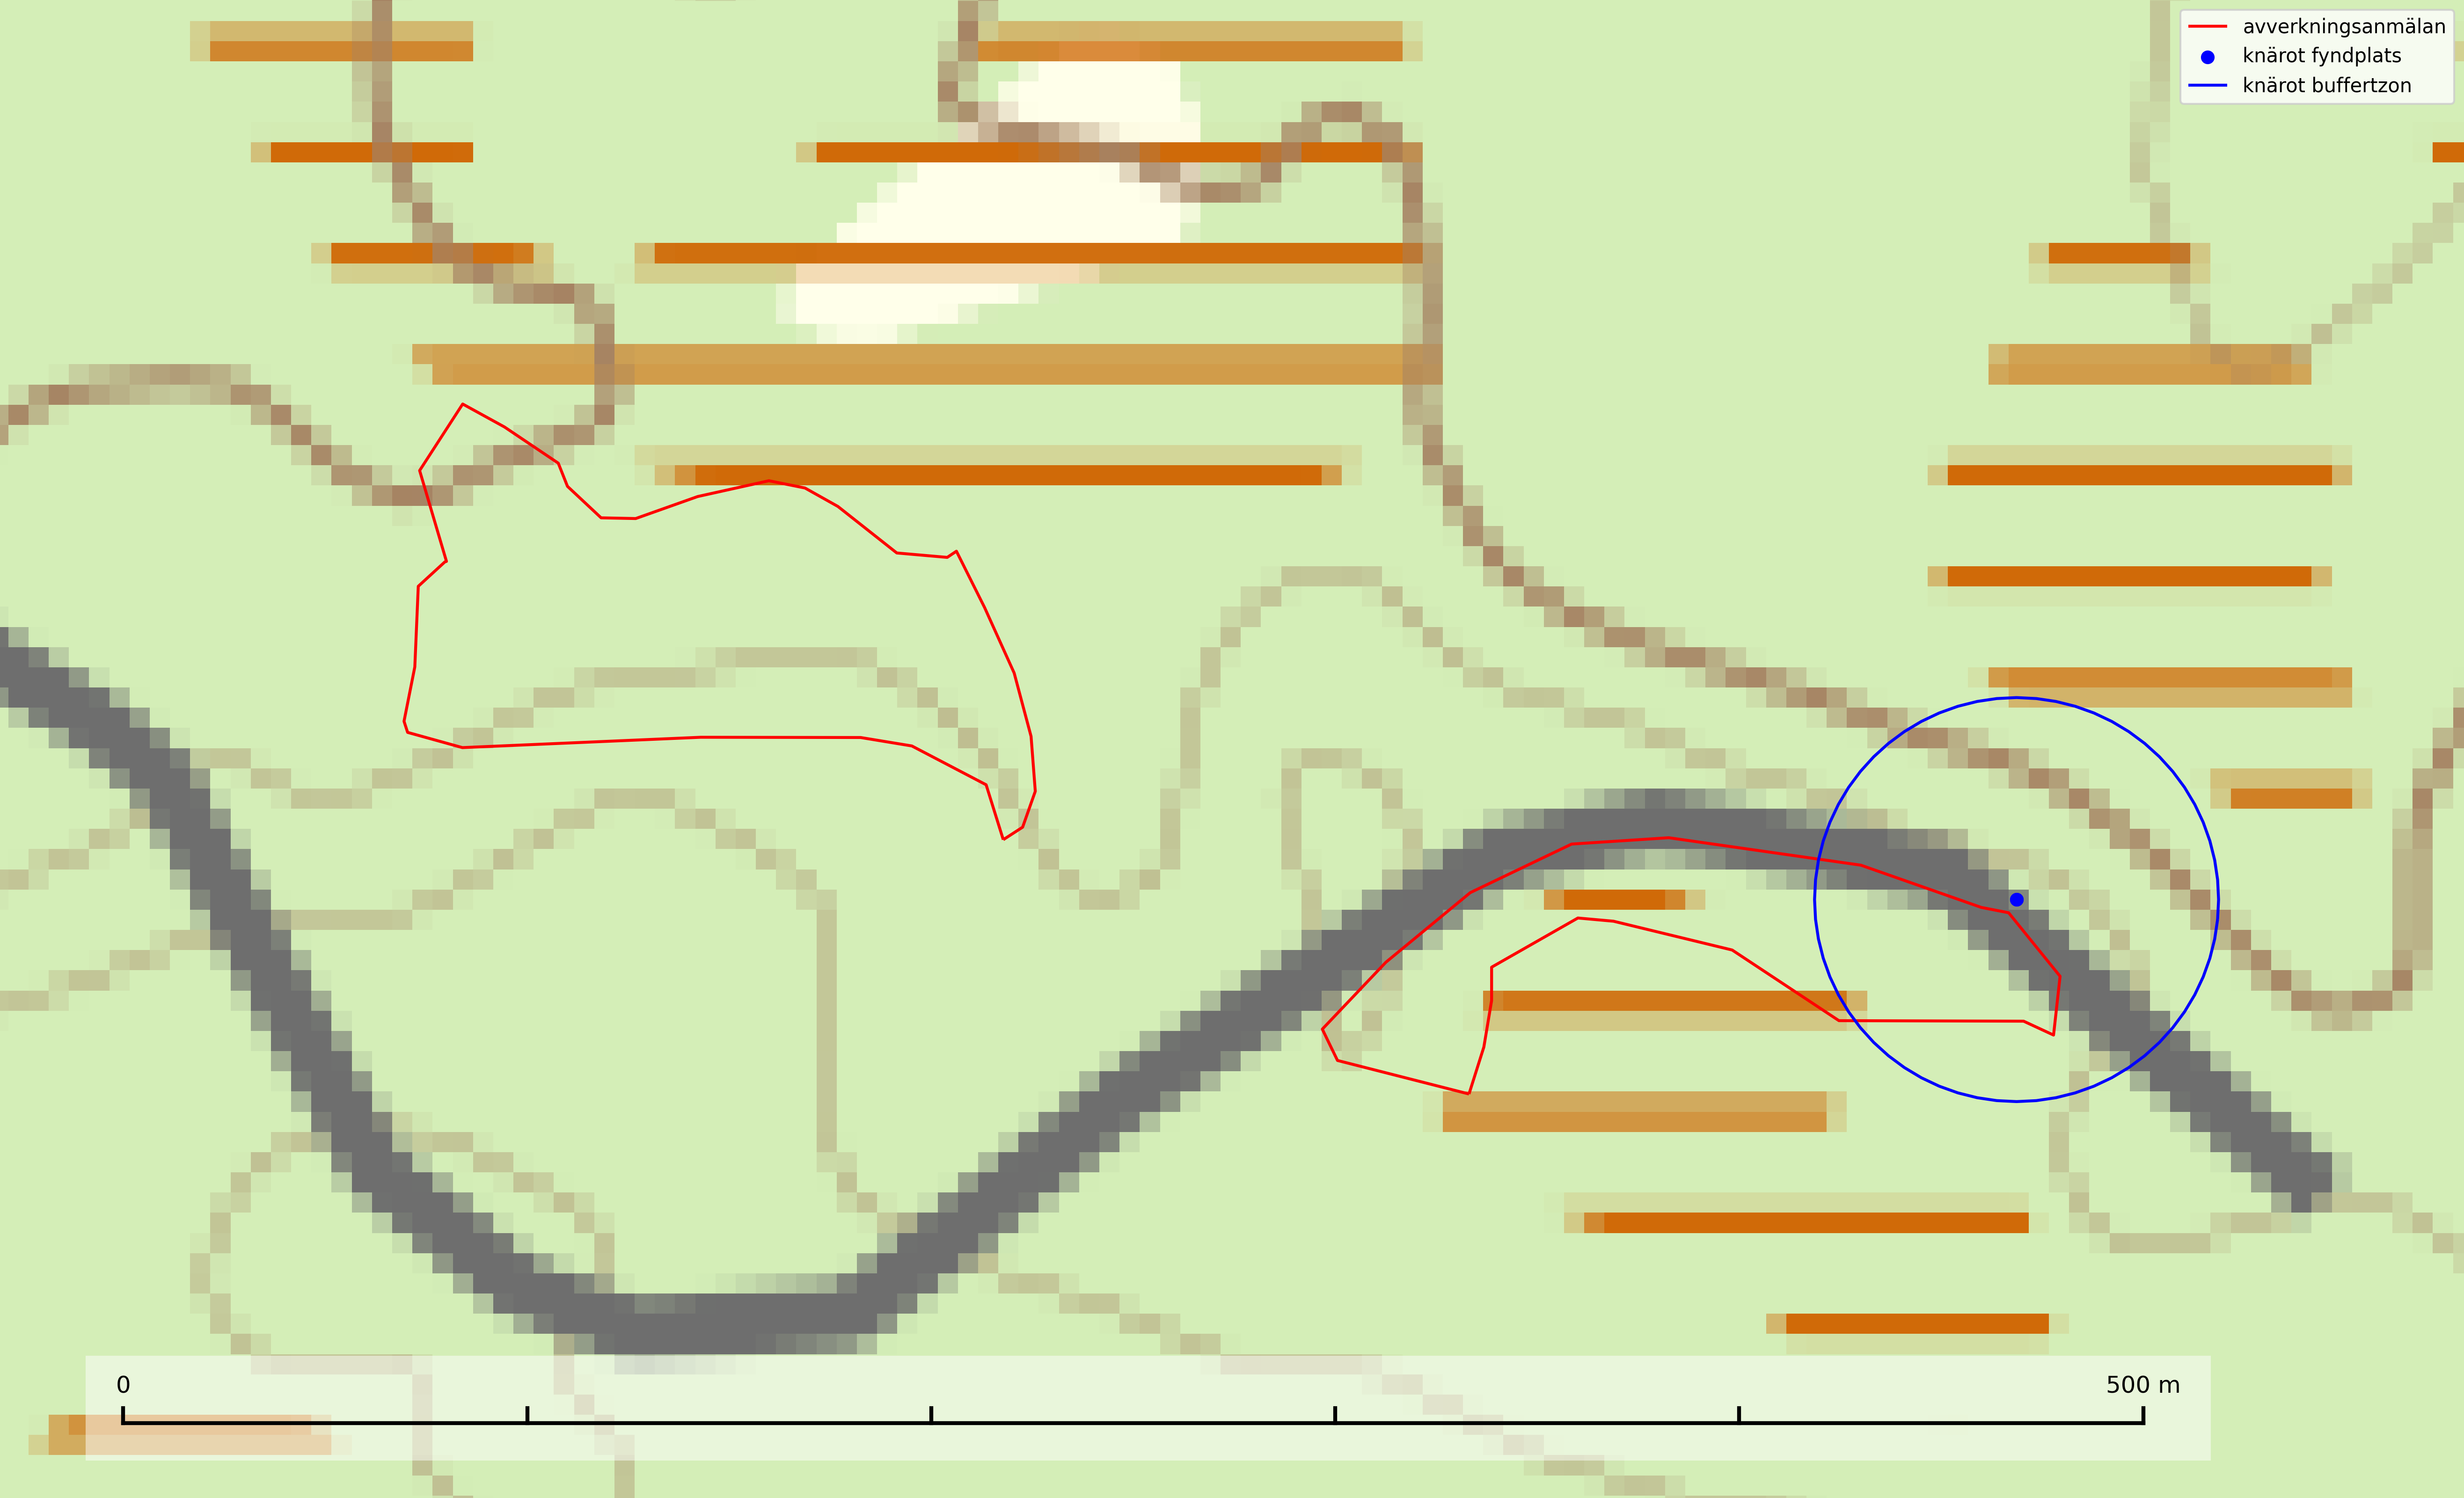 avverkningsanmälan
knärot fyndplats
knärot buffertzon
0
500 m